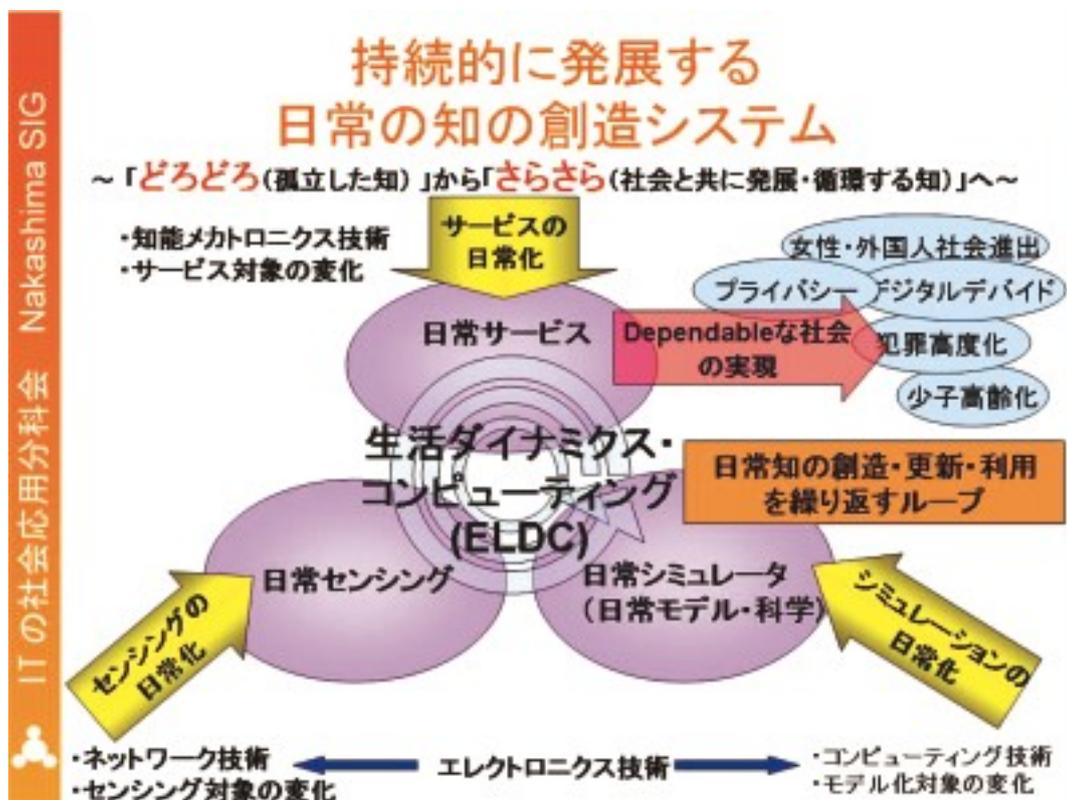 持続的に発展する
日常の知の創造システム
～「どろどろ(孤立した知)」から「さらさら(社会と共に発展・循環する知)」へ～
ITの社会応用分科会 Nakashima SIG
・知能メカトロニクス技術
・サービス対象の変化
サービスの
日常化
女性・外国人社会進出
プライバシー
デジタルデバイド
犯罪高度化
少子高齢化
日常サービス
Dependableな社会
の実現
生活ダイナミクス・
コンピューティング
(ELDC)
日常知の創造・更新・利用
を繰り返すループ
日常センシング
日常シミュレータ
(日常モデル・科学)
センシングの
日常化
シミュレーションの
日常化
・ネットワーク技術
・センシング対象の変化
エレクトロニクス技術
・コンピューティング技術
・モデル化対象の変化